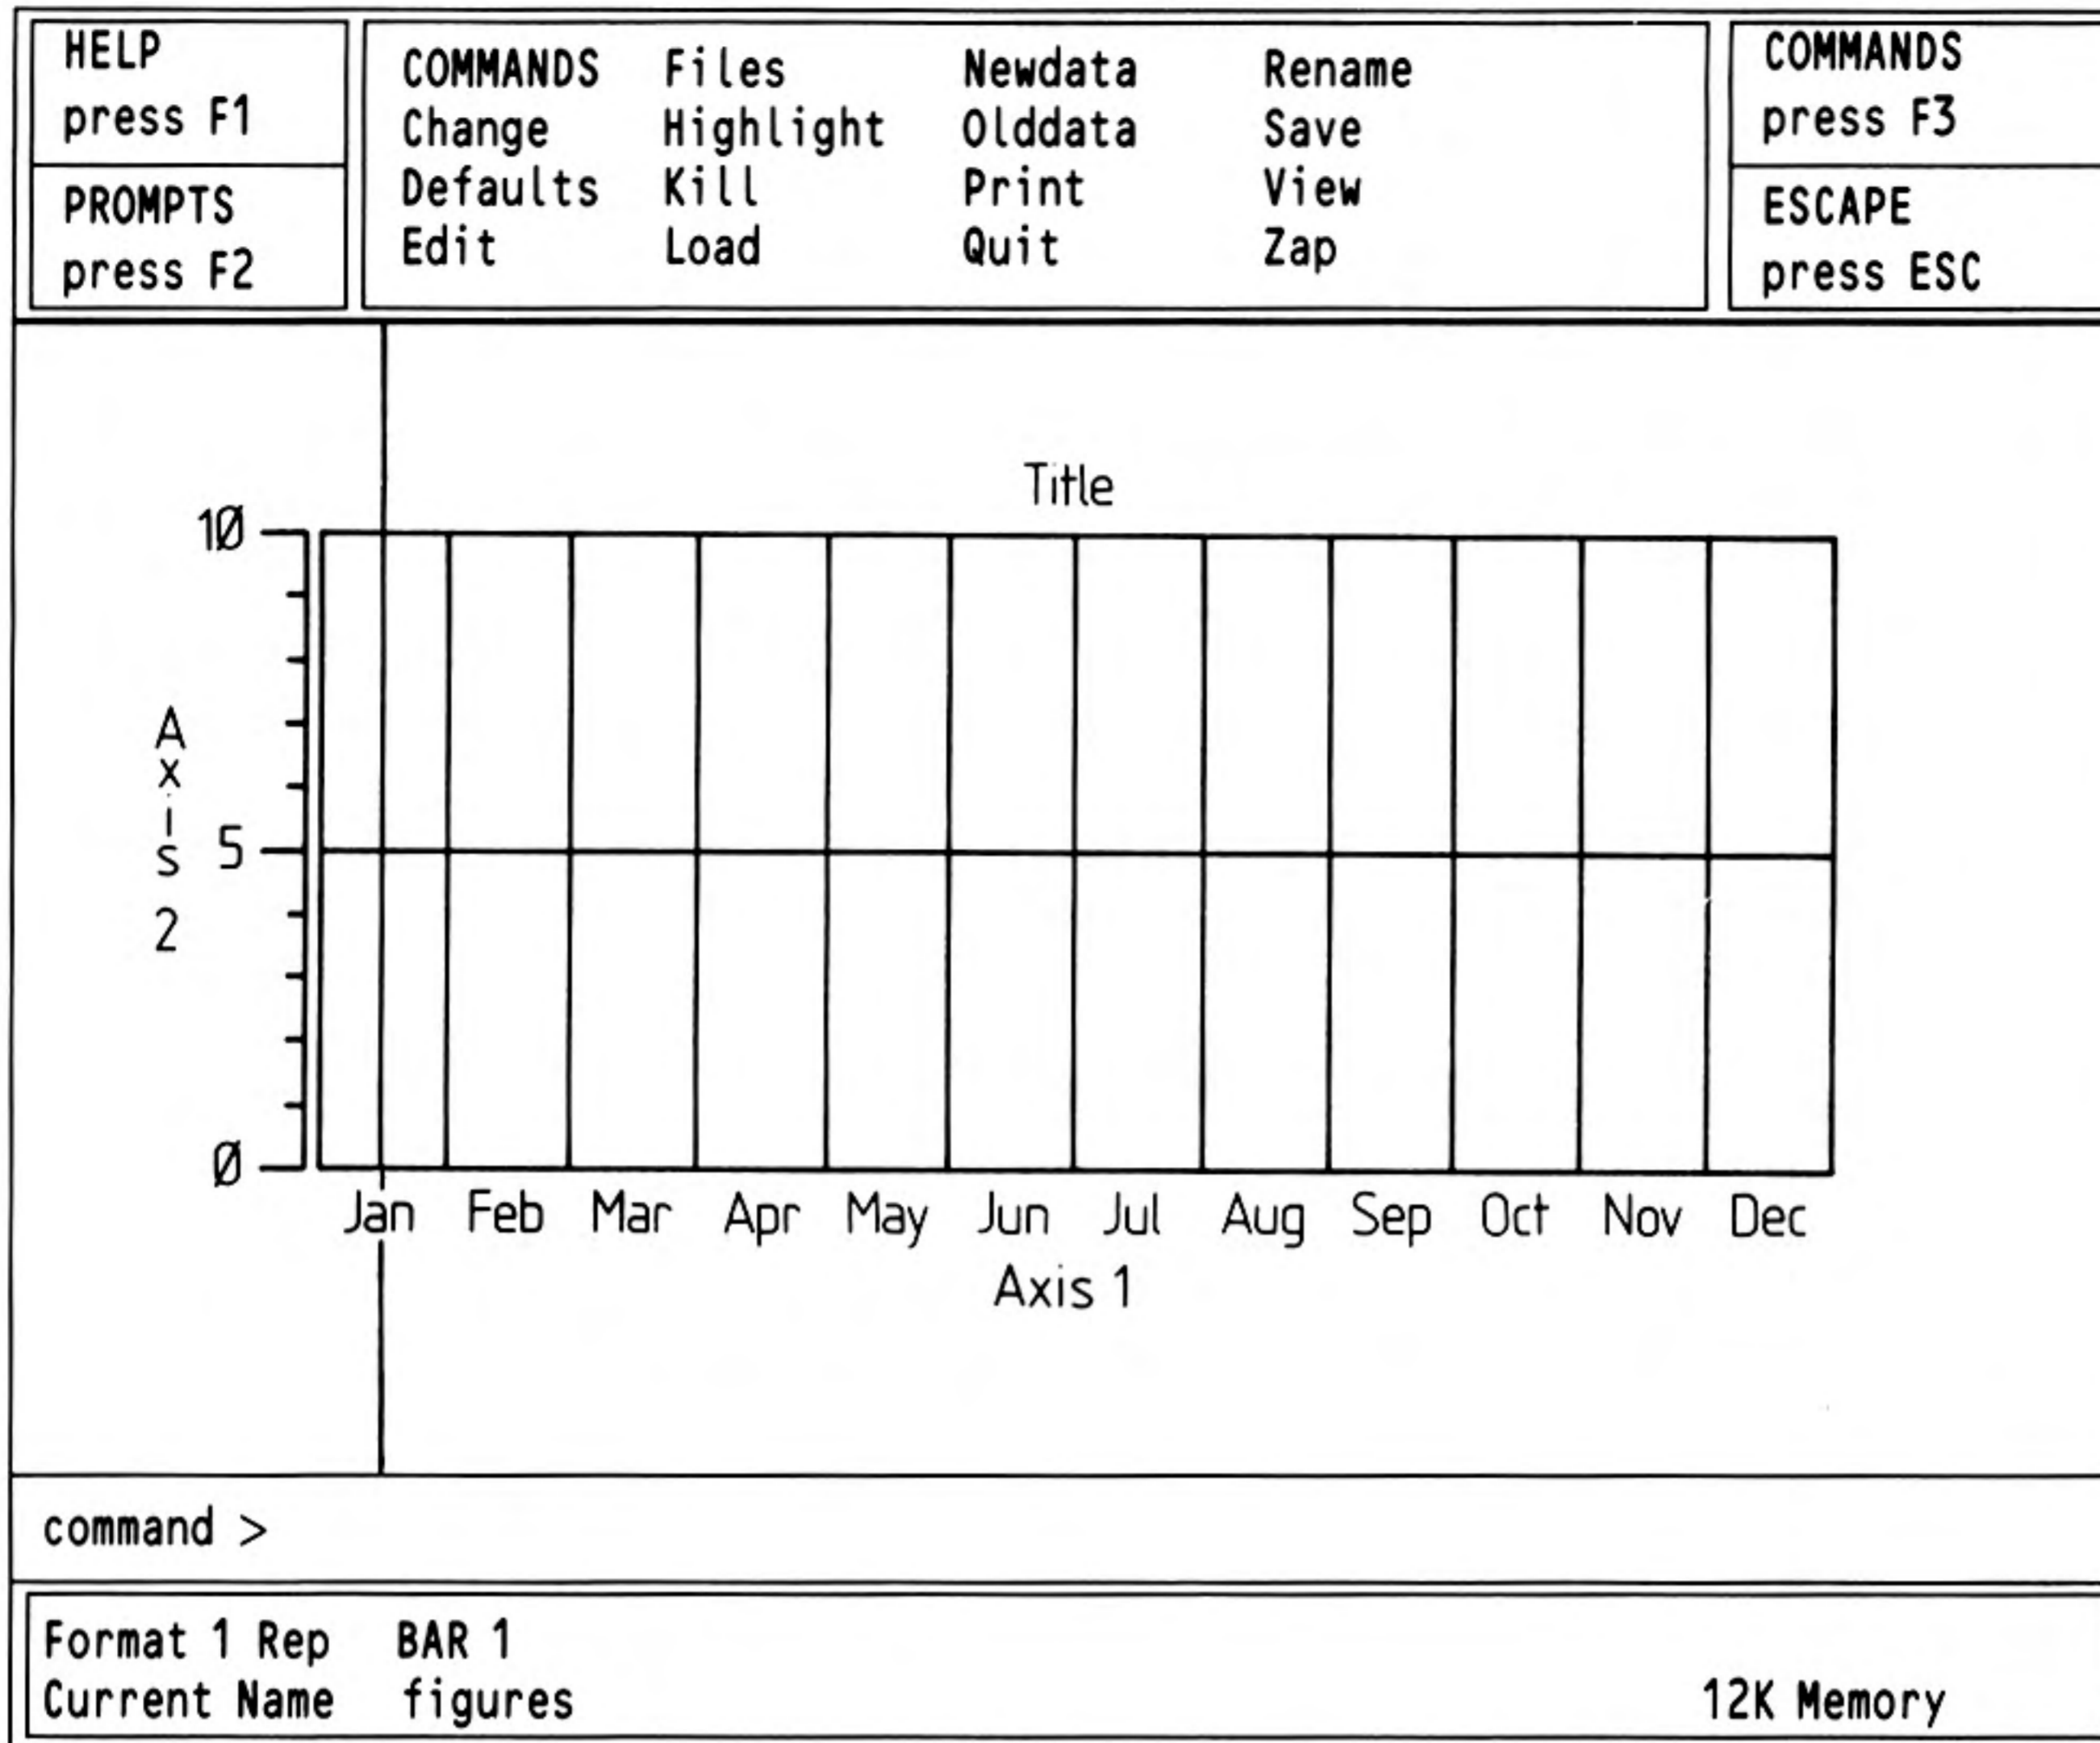 HELP
press F1
PROMPTS
press F2
COMMANDS Files Newdata Rename
Change Highlight Olddata Save
Defaults Kill Print View
Edit Load Quit Zap
COMMANDS
press F3
ESCAPE
press ESC
Title
10
5
0
Axis 2
Jan Feb Mar Apr May Jun Jul Aug Sep Oct Nov Dec
Axis 1
command >
Format 1 Rep BAR 1
Current Name figures
12K Memory